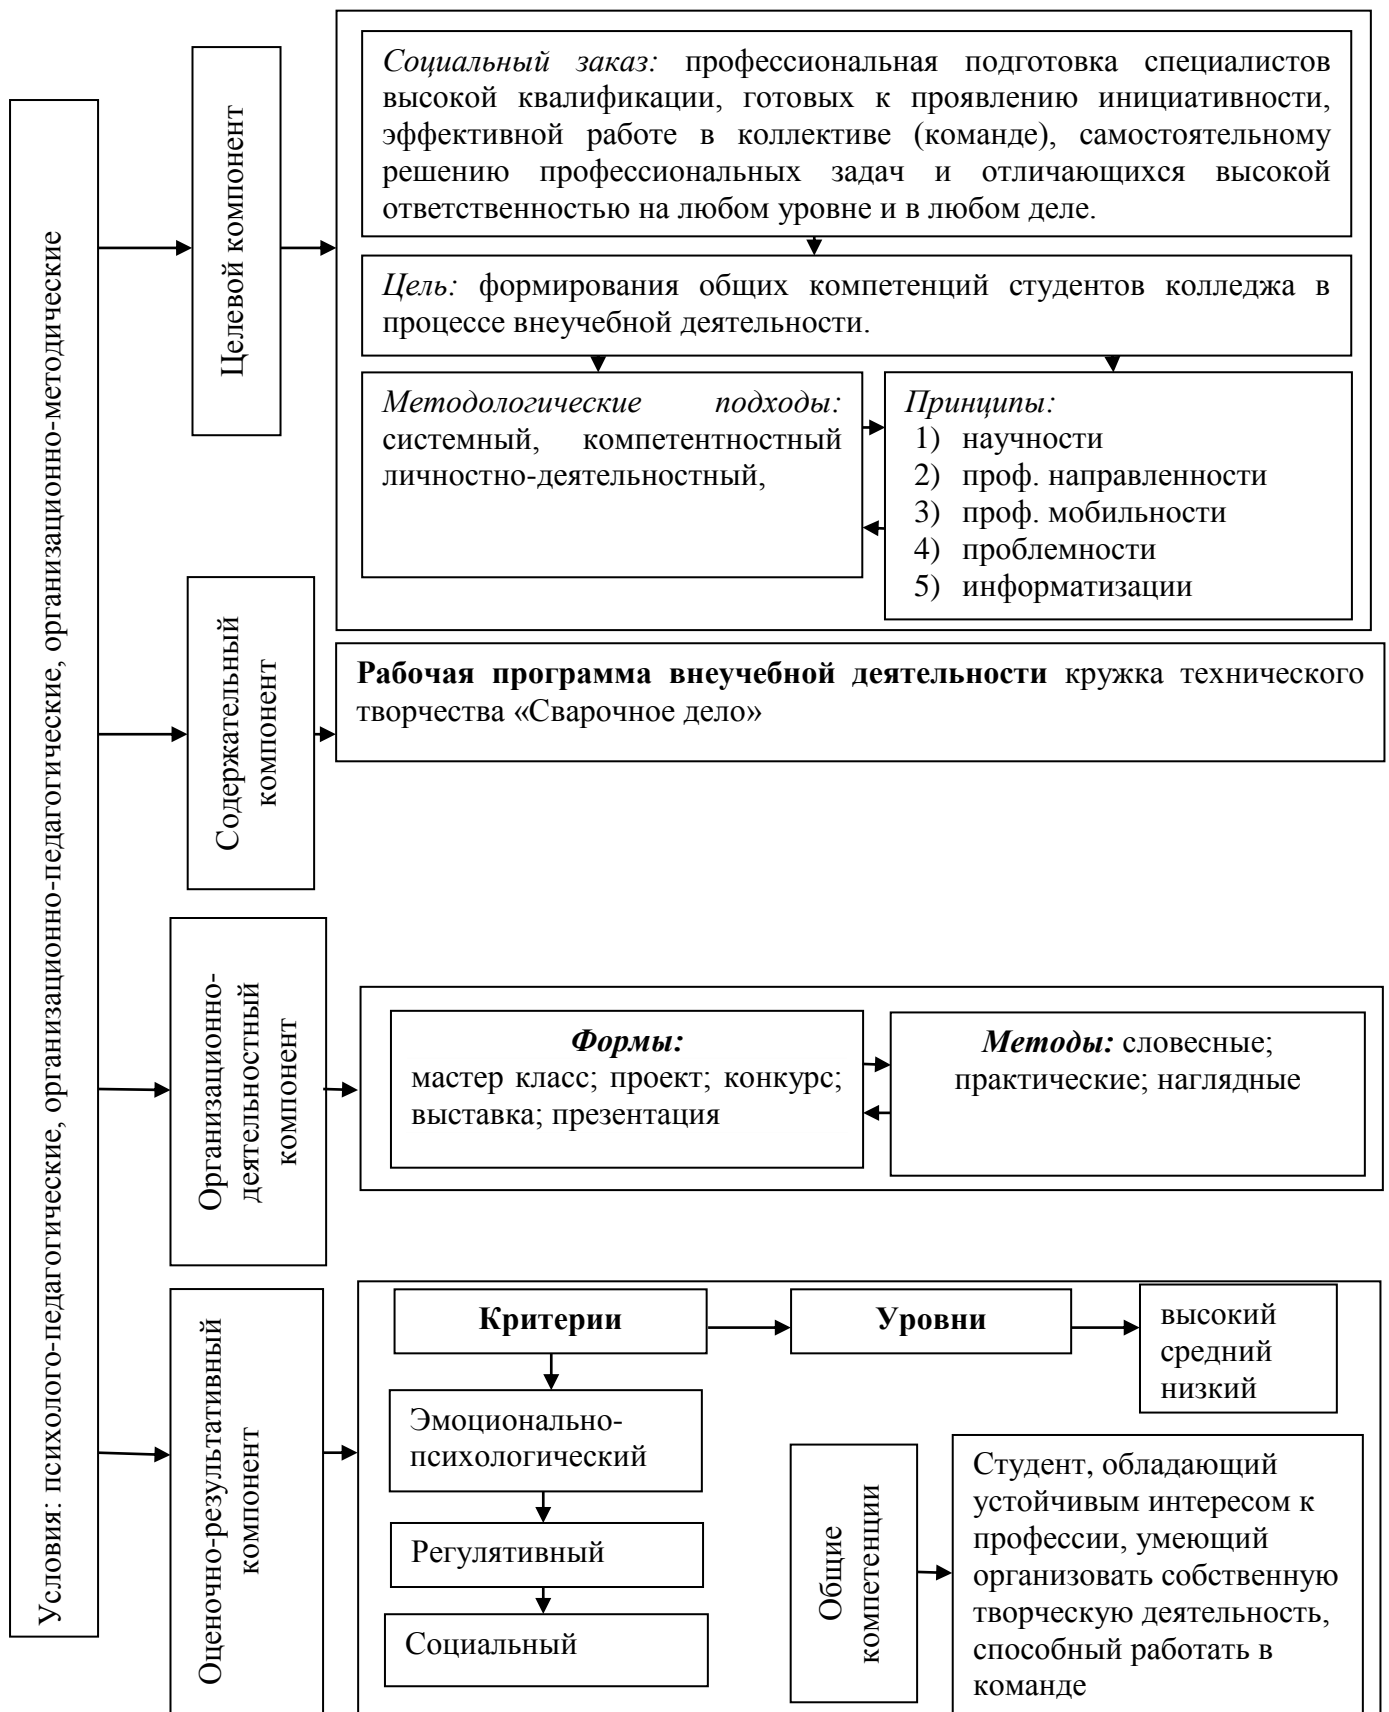 Условия: психолого-педагогические, организационно-педагогические, организационно-методические
Целевой компонент
Социальный заказ: профессиональная подготовка специалистов
высокой квалификации, готовых к проявлению инициативности,
эффективной работе в коллективе (команде), самостоятельному
решению профессиональных задач и отличающихся высокой
ответственностью на любом уровне и в любом деле.
Цель: формирования общих компетенций студентов колледжа в
процессе внеучебной деятельности.
Методологические подходы:
системный, компетентностный
личностно-деятельностный,
Принципы:
1) научности
2) проф. направленности
3) проф. мобильности
4) проблемности
5) информатизации
Содержательный
компонент
Рабочая программа внеучебной деятельности кружка технического
творчества «Сварочное дело»
Организационно-
деятельностный
компонент
Формы:
мастер класс; проект; конкурс;
выставка; презентация
Методы: словесные;
практические; наглядные
Оценочно-результативный
компонент
Критерии
Уровни
высокий
средний
низкий
Эмоционально-
психологический
Регулятивный
Социальный
Общие
компетенции
Студент, обладающий
устойчивым интересом к
профессии, умеющий
организовать собственную
творческую деятельность,
способный работать в
команде